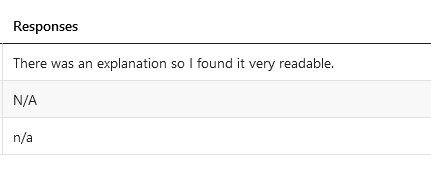 Responses
There was an explanation so I found it very readable.
N/A
n/a